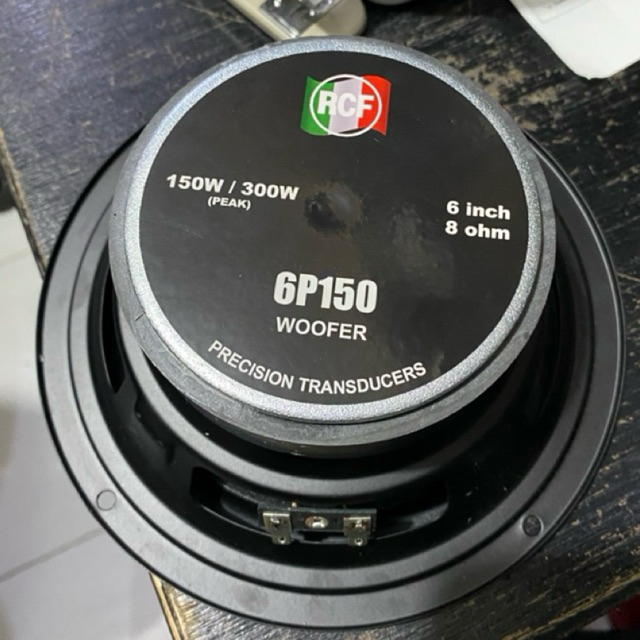 RCF
150W / 300W
(PEAK)
6 inch
8 ohm
6P150
WOOFER
PRECISION TRANSDUCERS